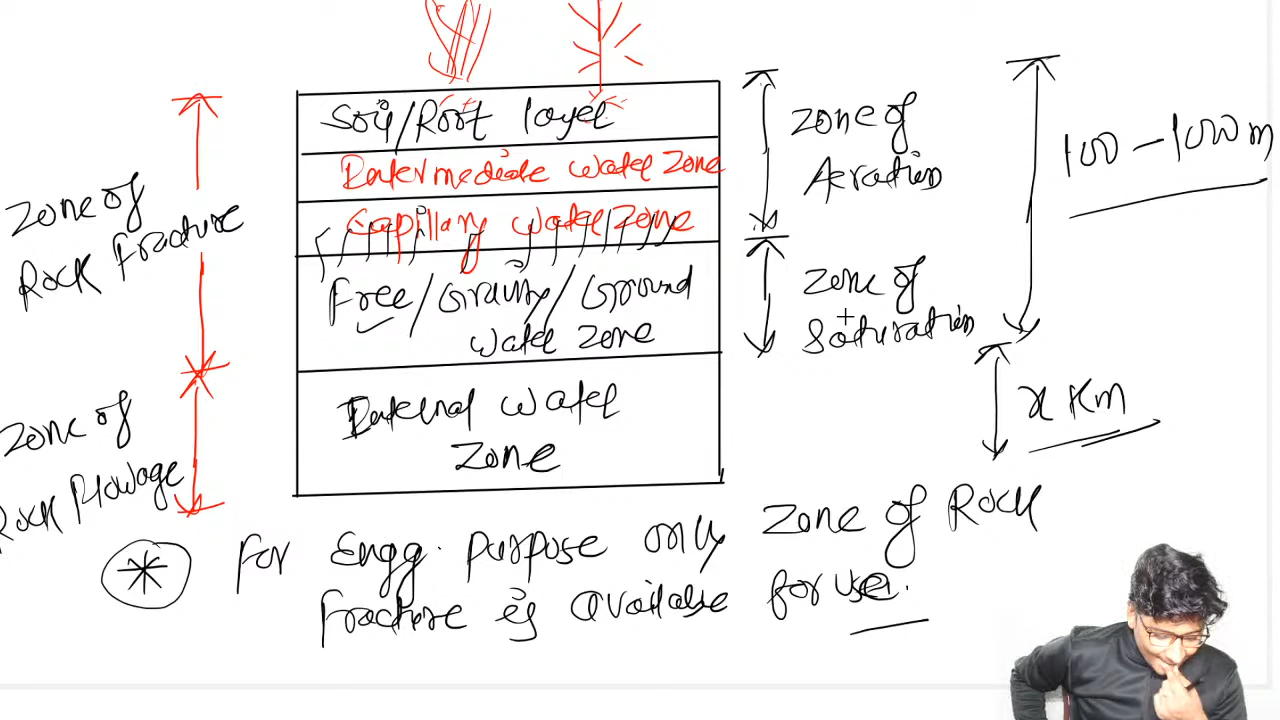 Soil/Root layer
Intermediate water zone
Capillary water zone
Free/Gravity/Ground
water zone
Internal water
zone
Zone of
Rock fracture
Zone of
Rock flowage
Zone of
Aeration
Zone of
Saturation
100 - 1000 m
x Km
* For Engg. purpose only zone of Rock
fracture is available for use.